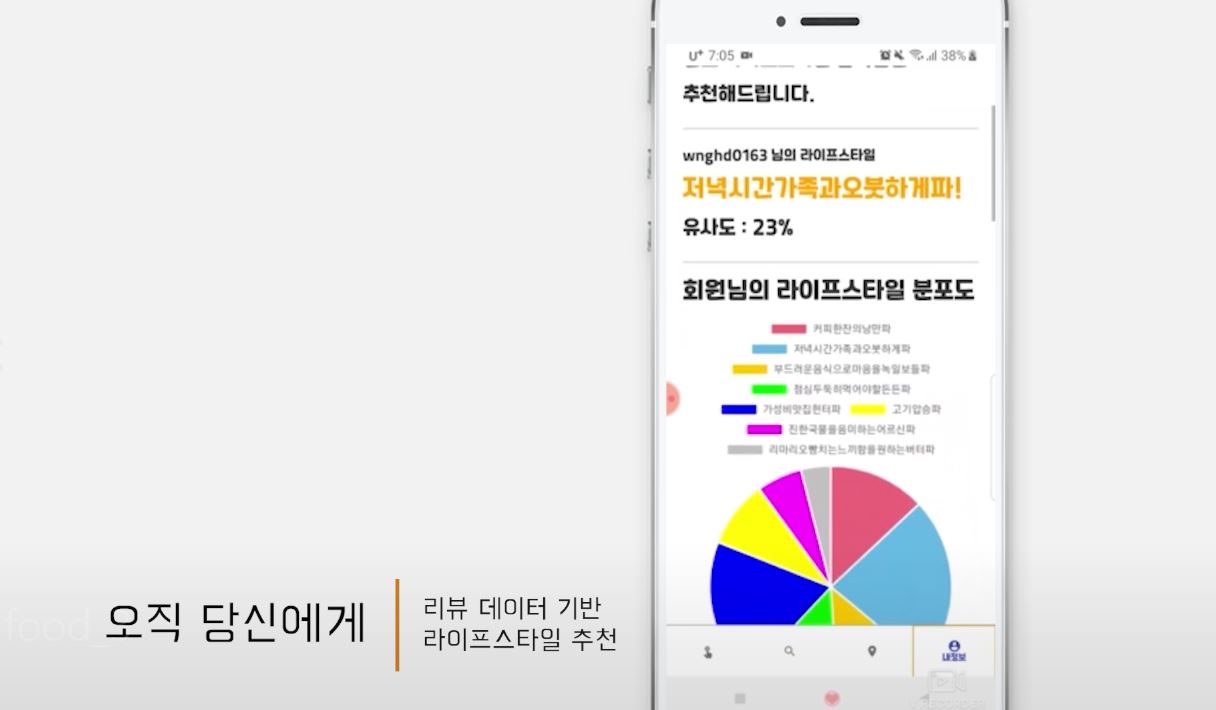 U+ 7:05
38%
추천해드립니다.
wnghd0163 님의 라이프스타일
저녁시간가족과오붓하게파!
유사도 : 23%
회원님의 라이프스타일 분포도
커피한잔의낭만파
저녁시간가족과오붓하게파
부드러운음식으로마음을녹일보들파
점심두둑히먹어야할든든파
가성비맛집헌터파 고기압승파
진한국물을음미하는어르신파
리마리오빵치는느끼함을원하는버터파
내정보
food_
오직 당신에게
리뷰 데이터 기반
라이프스타일 추천
RECORDER